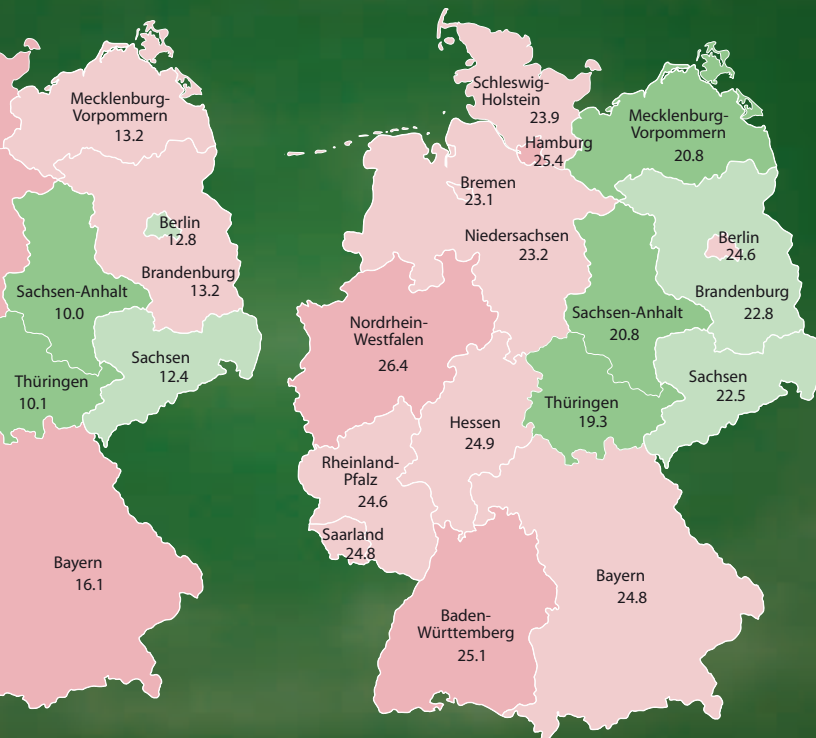 Mecklenburg-
Vorpommern
13.2
Berlin
12.8
Brandenburg
13.2
Sachsen-Anhalt
10.0
Sachsen
12.4
Thüringen
10.1
Bayern
16.1
Schleswig-
Holstein
23.9
Hamburg
25.4
Mecklenburg-
Vorpommern
20.8
Bremen
23.1
Niedersachsen
23.2
Berlin
24.6
Brandenburg
22.8
Sachsen-Anhalt
20.8
Nordrhein-
Westfalen
26.4
Sachsen
22.5
Thüringen
19.3
Hessen
24.9
Rheinland-
Pfalz
24.6
Saarland
24.8
Bayern
24.8
Baden-
Württemberg
25.1